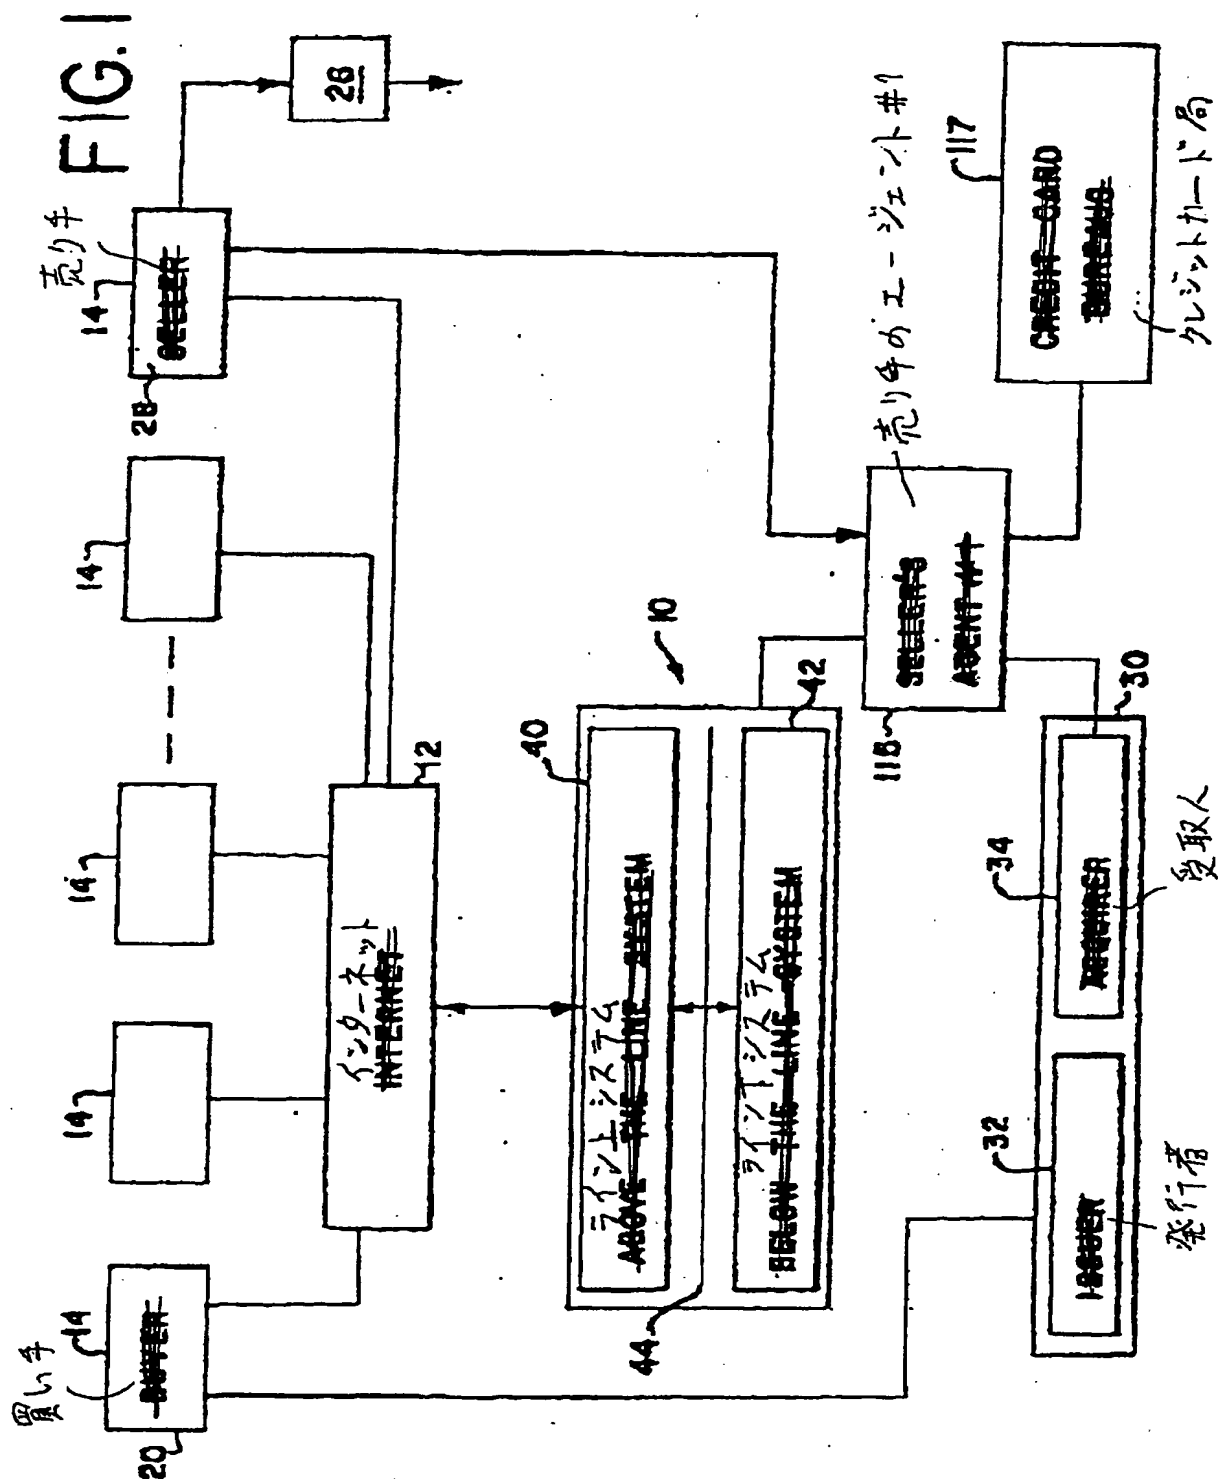 FIG. 1
買い手
14
BUYER
20
14
14
14
売り手
14
SELLER
28
28
インターネット
INTERNET
12
10
40
ライン上システム
ABOVE THE LINE SYSTEM
ライン下システム
BELOW THE LINE SYSTEM
42
44
売り手のエージェント#1
SELLER'S
AGENT #1
118
117
CREDIT CARD
BUREAUS
クレジットカード局
30
32
ISSUER
発行者
34
ACQUIRER
受取人